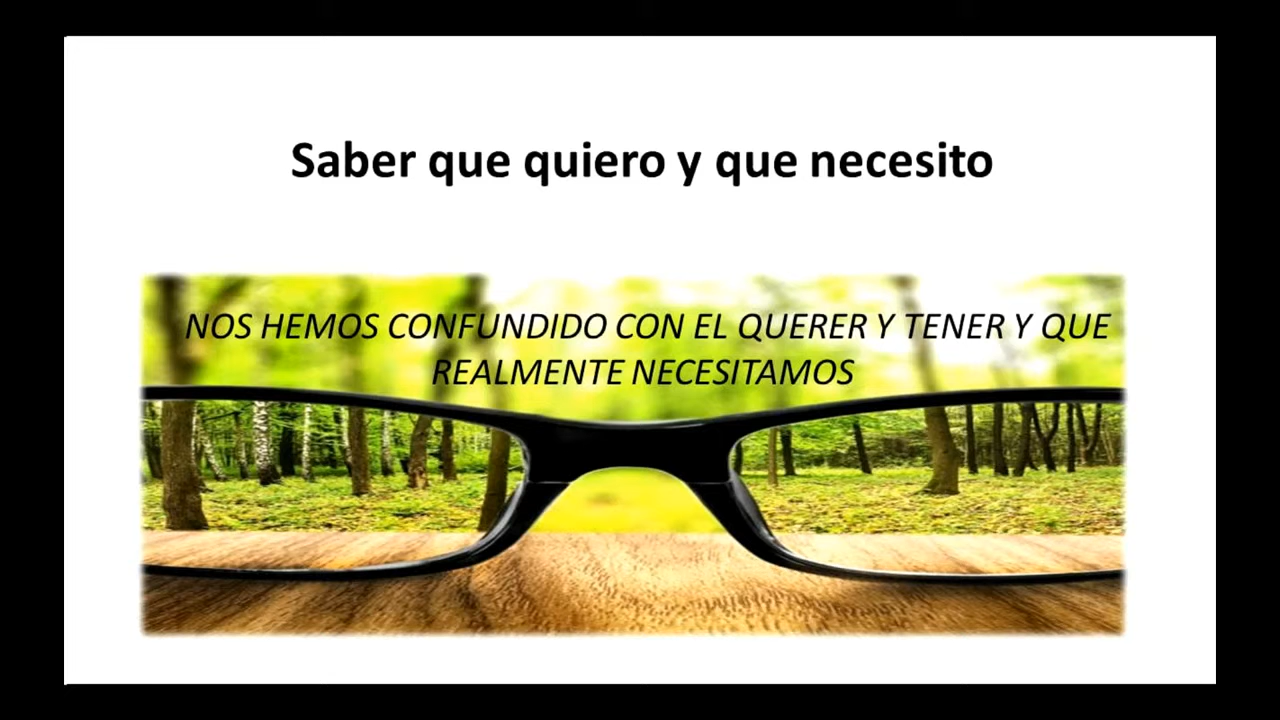 Saber que quiero y que necesito
NOS HEMOS CONFUNDIDO CON EL QUERER Y TENER Y QUE
REALMENTE NECESITAMOS